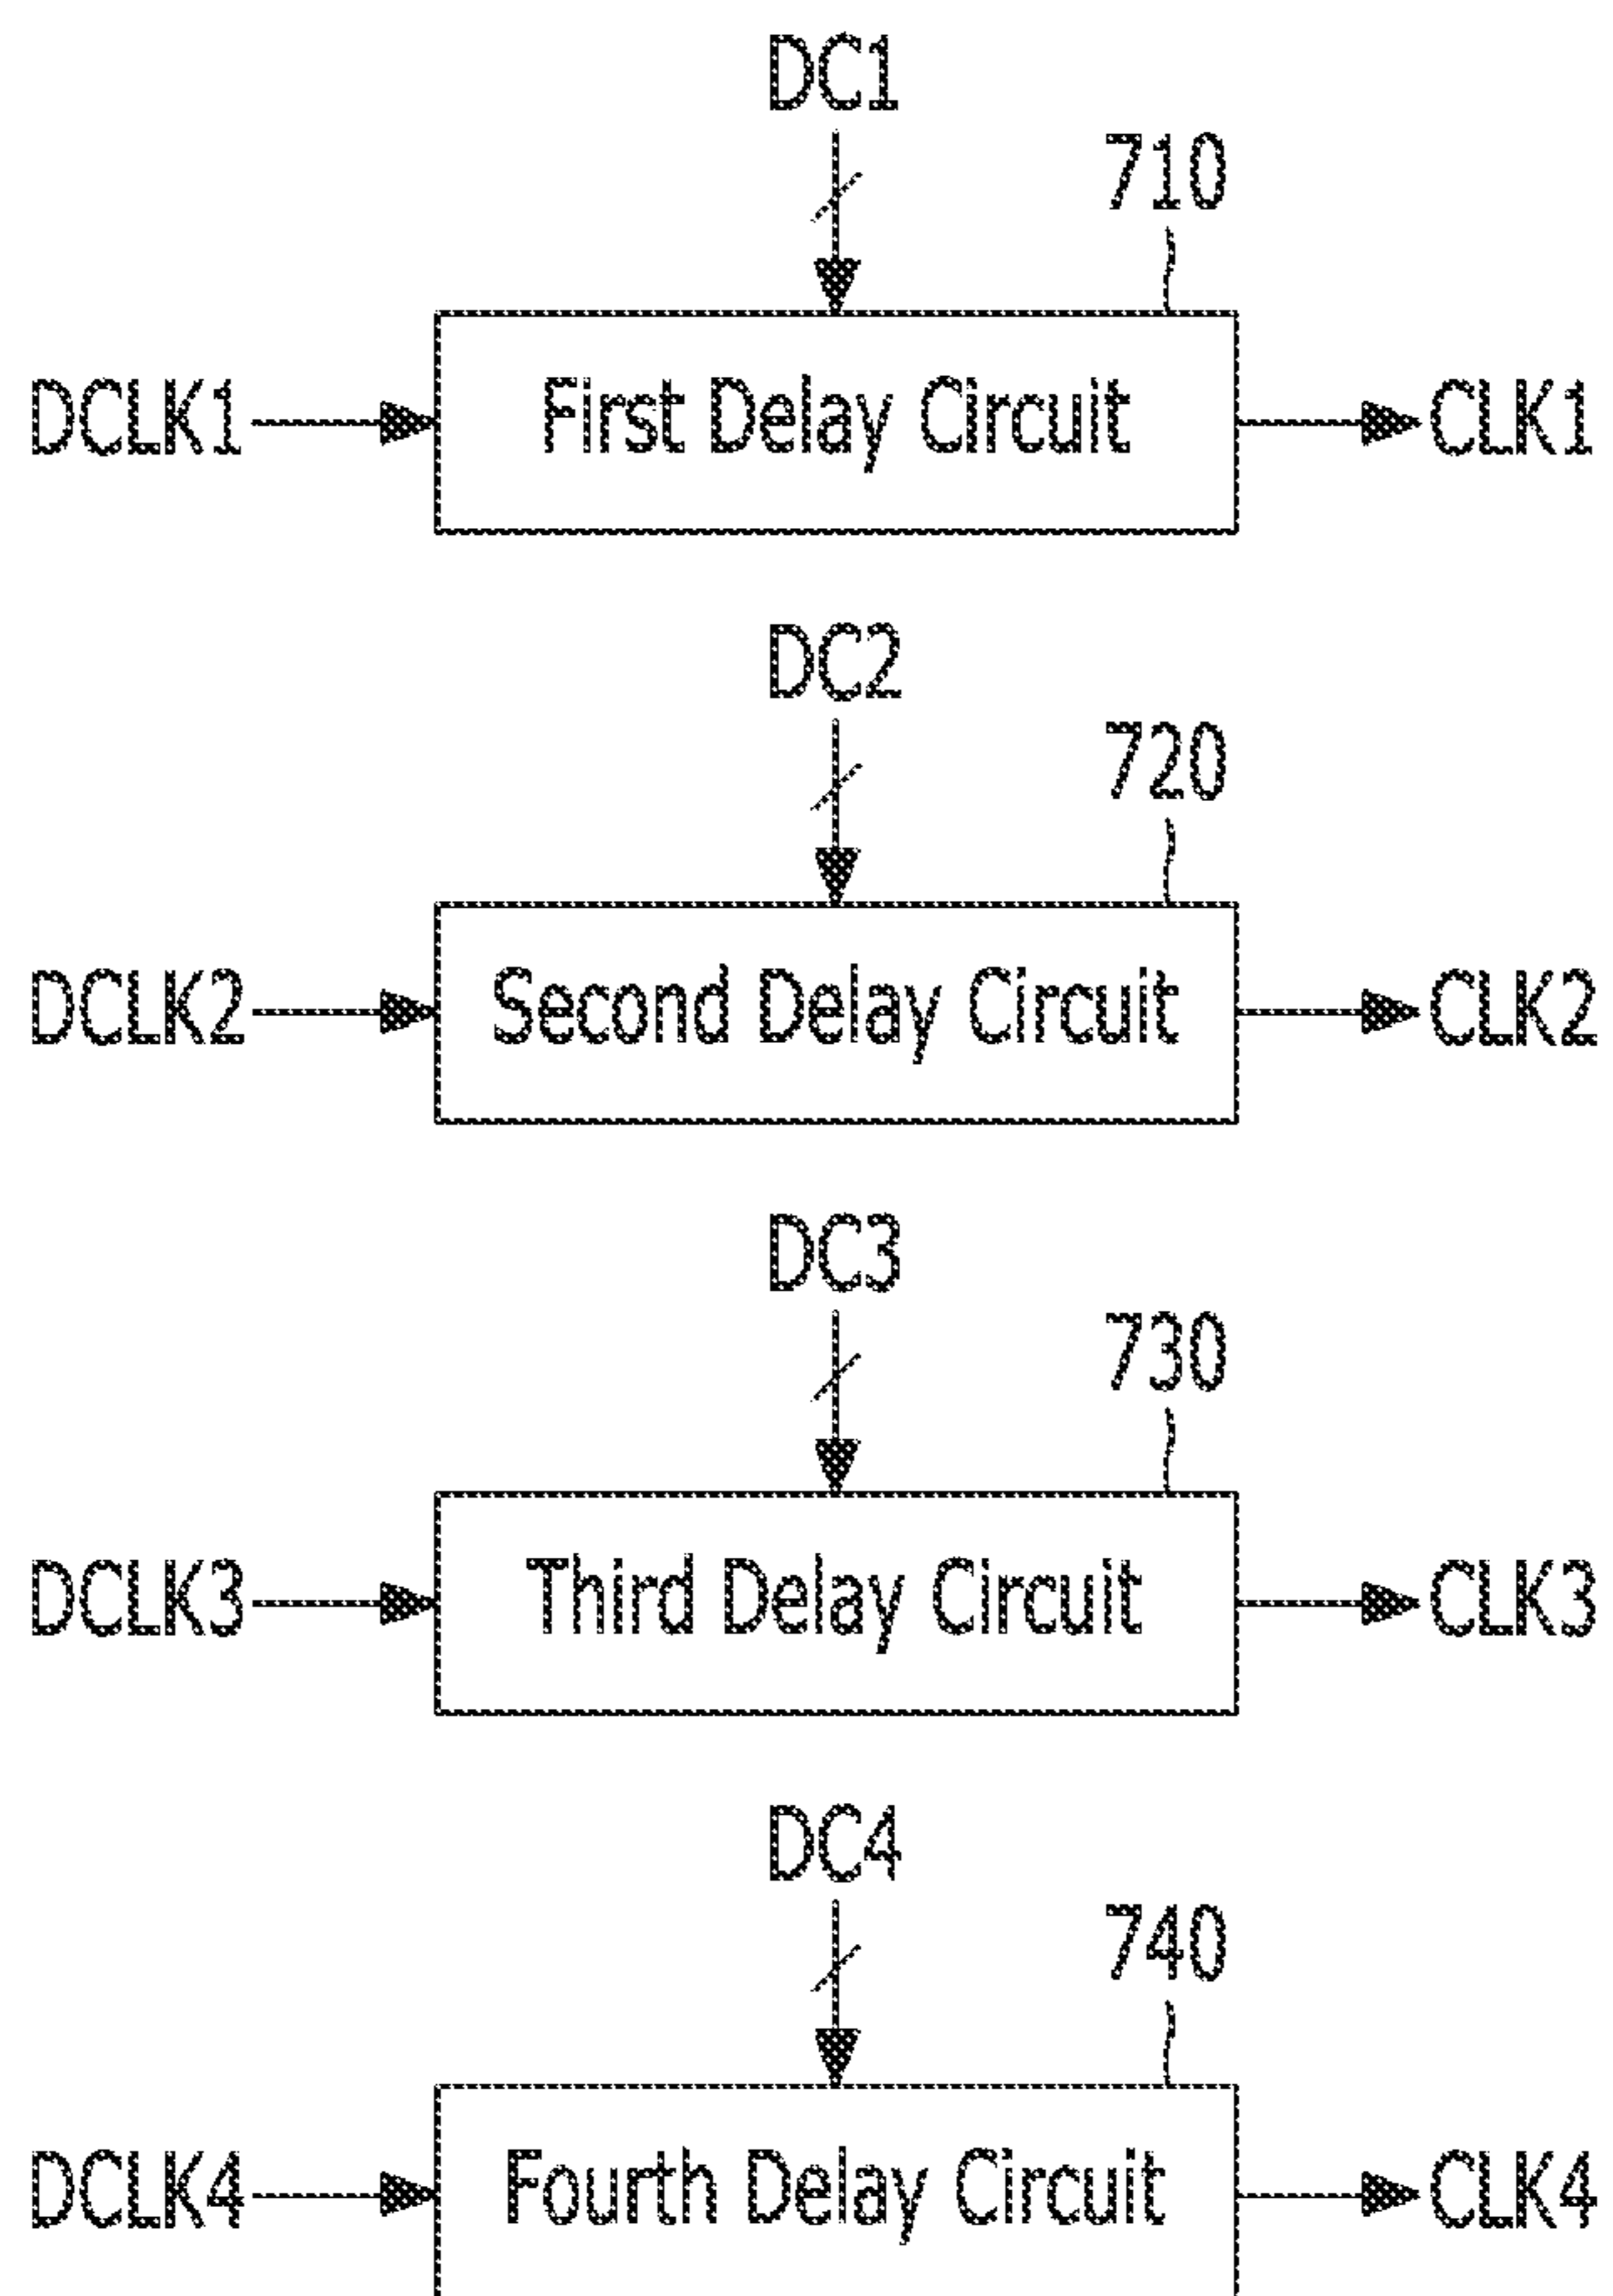 DC1
710
DCLK1
First Delay Circuit
CLK1
DC2
720
DCLK2
Second Delay Circuit
CLK2
DC3
730
DCLK3
Third Delay Circuit
CLK3
DC4
740
DCLK4
Fourth Delay Circuit
CLK4